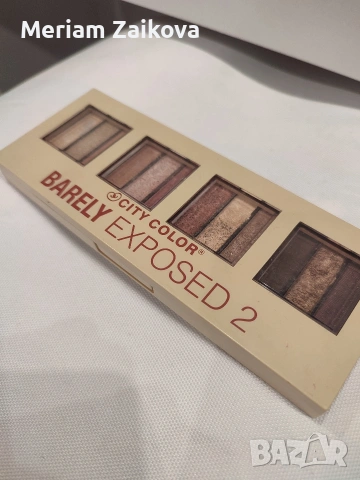 Meriam Zaikova
CITY COLOR®
BARELY EXPOSED 2
BAZAR